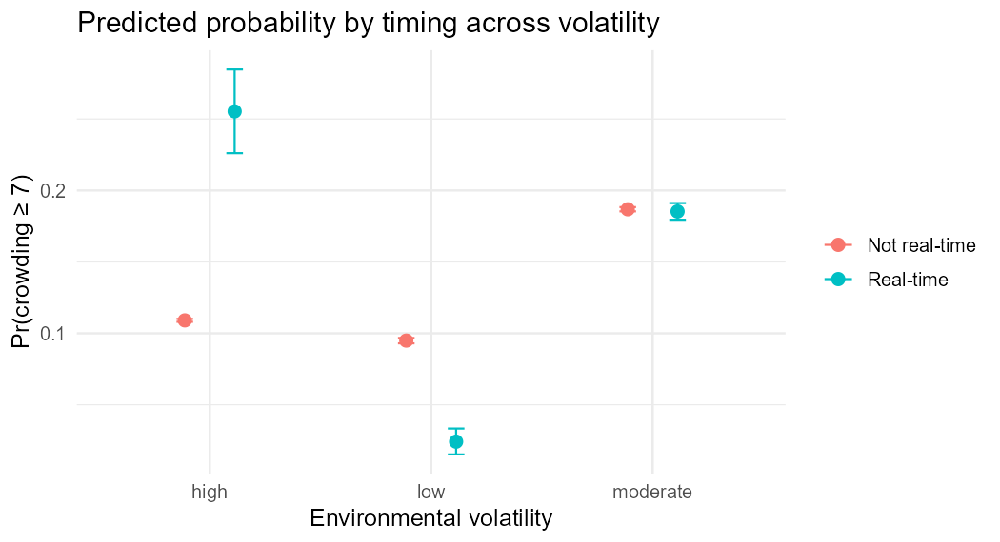 Predicted probability by timing across volatility
Pr(crowding ≥ 7)
0.2
0.1
high
low
moderate
Environmental volatility
Not real-time
Real-time